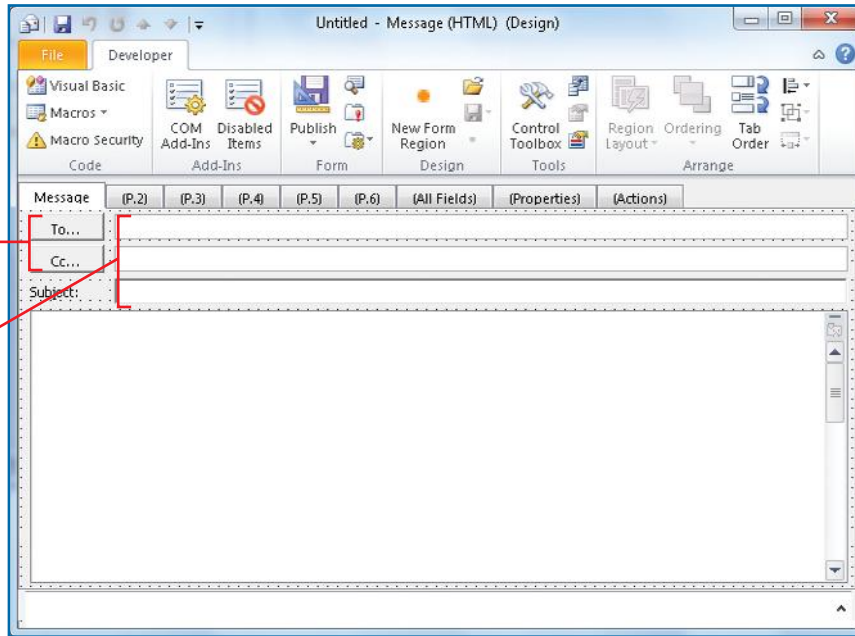 Untitled - Message (HTML) (Design)
File Developer
Visual Basic
Macros
Macro Security
Code
COM Add-Ins
Disabled Items
Add-Ins
Publish
Form
New Form Region
Design
Control Toolbox
Tools
Region Layout
Ordering
Tab Order
Arrange
Message (P.2) (P.3) (P.4) (P.5) (P.6) (All Fields) (Properties) (Actions)
To...
Cc...
Subject: